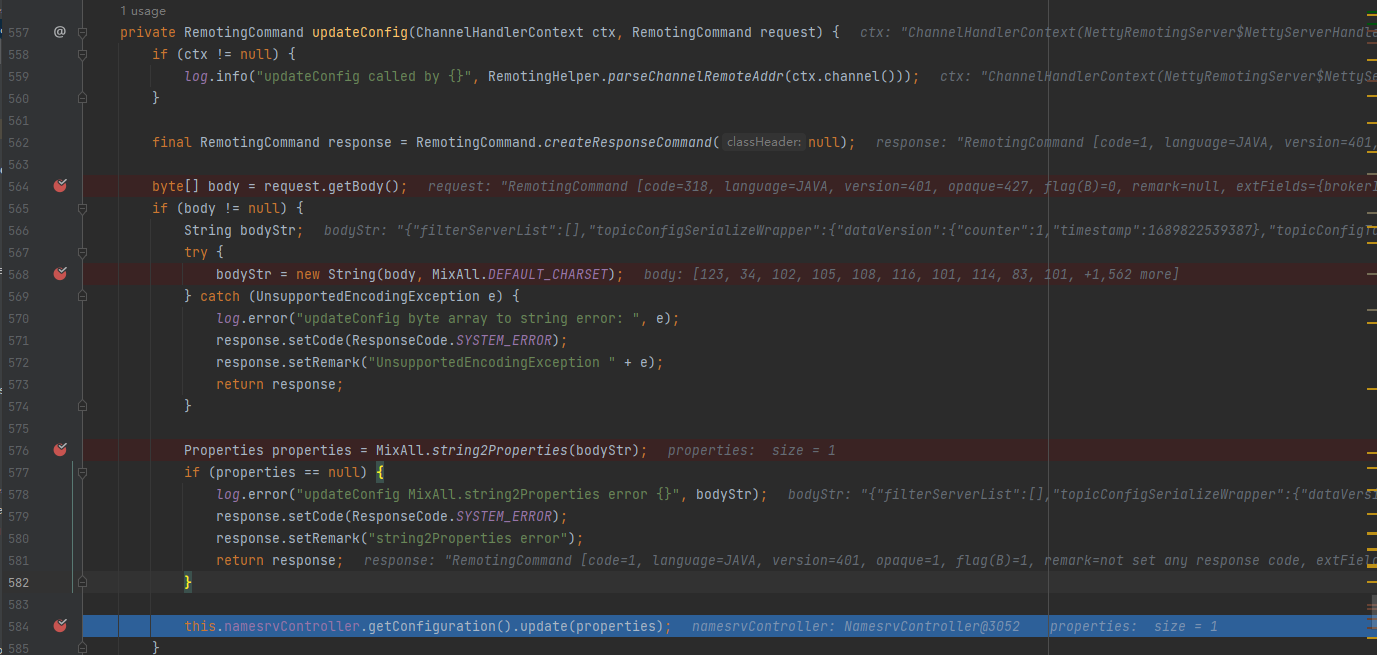 1 usage
557 @ private RemotingCommand updateConfig(ChannelHandlerContext ctx, RemotingCommand request) { ctx: "ChannelHandlerContext(NettyRemotingServer$NettyServerHandle
558 if (ctx != null) {
559 log.info("updateConfig called by {}", RemotingHelper.parseChannelRemoteAddr(ctx.channel())); ctx: "ChannelHandlerContext(NettyRemotingServer$NettySe
560 }
561
562 final RemotingCommand response = RemotingCommand.createResponseCommand( classHeader: null); response: "RemotingCommand [code=1, language=JAVA, version=401,
563
564 byte[] body = request.getBody(); request: "RemotingCommand [code=318, language=JAVA, version=401, opaque=427, flag(B)=0, remark=null, extFields={brokerI
565 if (body != null) {
566 String bodyStr; bodyStr: "{"filterServerList":[],"topicConfigSerializeWrapper":{"dataVersion":{"counter":1,"timestamp":1689822539387},"topicConfigTa
567 try {
568 bodyStr = new String(body, MixAll.DEFAULT_CHARSET); body: [123, 34, 102, 105, 108, 116, 101, 114, 83, 101, +1,562 more]
569 } catch (UnsupportedEncodingException e) {
570 log.error("updateConfig byte array to string error: ", e);
571 response.setCode(ResponseCode.SYSTEM_ERROR);
572 response.setRemark("UnsupportedEncodingException " + e);
573 return response;
574 }
575
576 Properties properties = MixAll.string2Properties(bodyStr); properties: size = 1
577 if (properties == null) {
578 log.error("updateConfig MixAll.string2Properties error {}", bodyStr); bodyStr: "{"filterServerList":[],"topicConfigSerializeWrapper":{"dataVersi
579 response.setCode(ResponseCode.SYSTEM_ERROR);
580 response.setRemark("string2Properties error");
581 return response; response: "RemotingCommand [code=1, language=JAVA, version=401, opaque=1, flag(B)=1, remark=not set any response code, extFiel
582 }
583
584 this.namesrvController.getConfiguration().update(properties); namesrvController: NamesrvController@3052 properties: size = 1
585 }